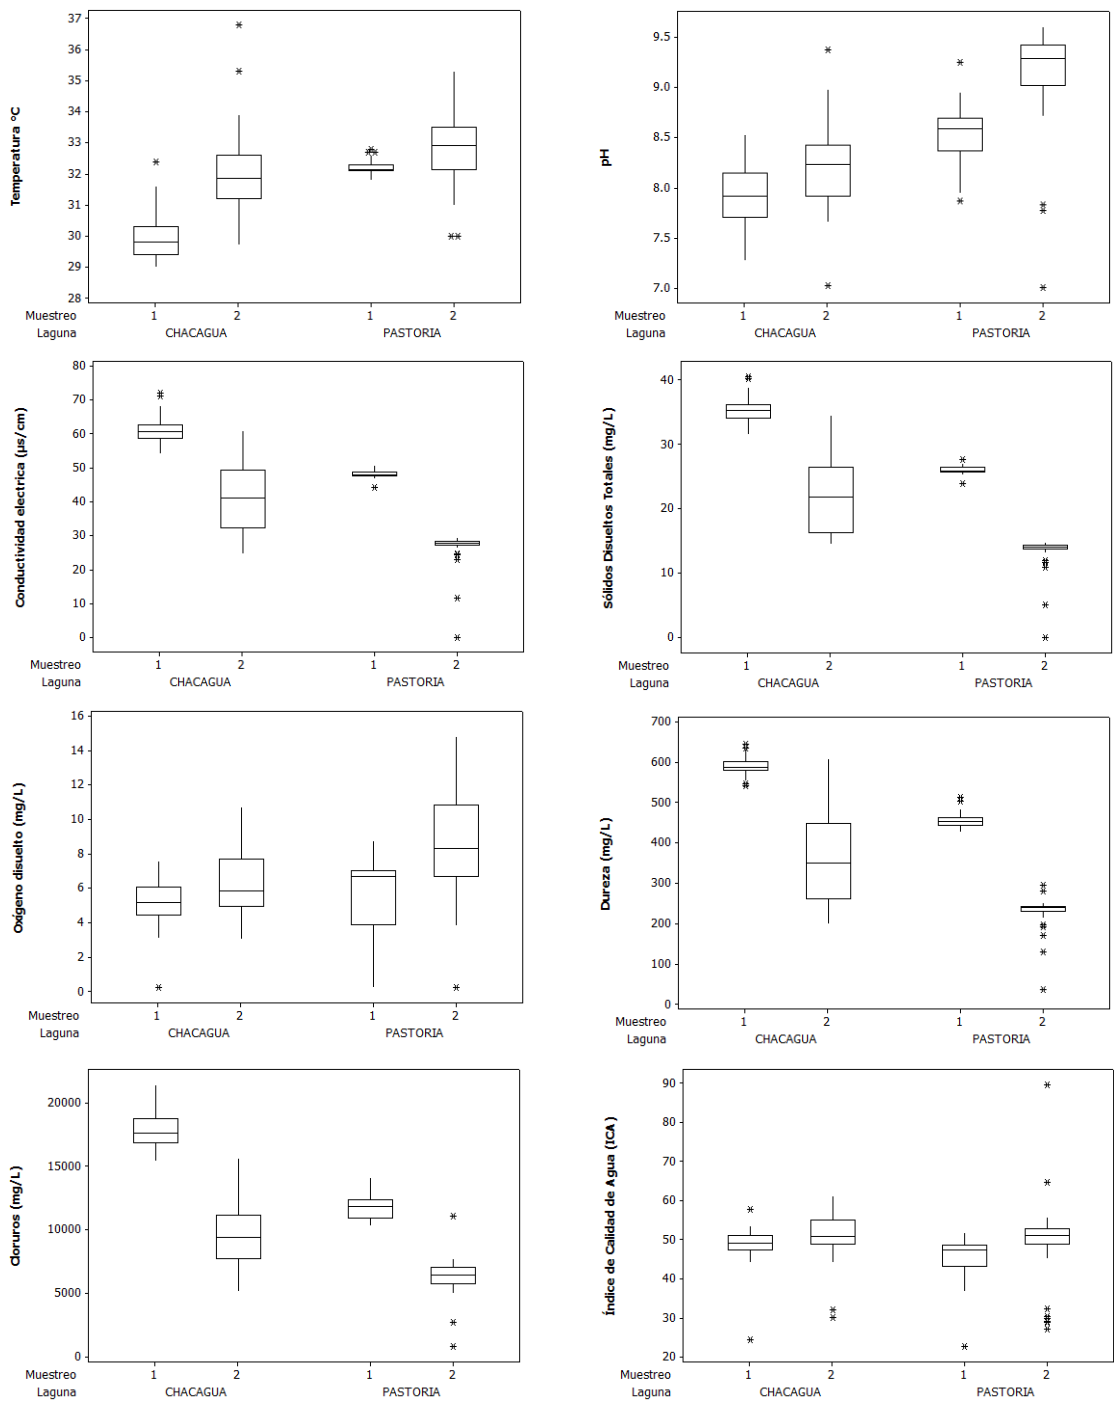 Temperatura °C
37
36
35
34
33
32
31
30
29
28
Muestreo 1 2 1 2
Laguna CHACAGUA PASTORIA
pH
9.5
9.0
8.5
8.0
7.5
7.0
Muestreo 1 2 1 2
Laguna CHACAGUA PASTORIA
Conductividad electrica (µs/cm)
80
70
60
50
40
30
20
10
0
Muestreo 1 2 1 2
Laguna CHACAGUA PASTORIA
Sólidos Disueltos Totales (mg/L)
40
30
20
10
0
Muestreo 1 2 1 2
Laguna CHACAGUA PASTORIA
Oxígeno disuelto (mg/L)
16
14
12
10
8
6
4
2
0
Muestreo 1 2 1 2
Laguna CHACAGUA PASTORIA
Dureza (mg/L)
700
600
500
400
300
200
100
0
Muestreo 1 2 1 2
Laguna CHACAGUA PASTORIA
Cloruros (mg/L)
20000
15000
10000
5000
0
Muestreo 1 2 1 2
Laguna CHACAGUA PASTORIA
Índice de Calidad de Agua (ICA)
90
80
70
60
50
40
30
20
Muestreo 1 2 1 2
Laguna CHACAGUA PASTORIA